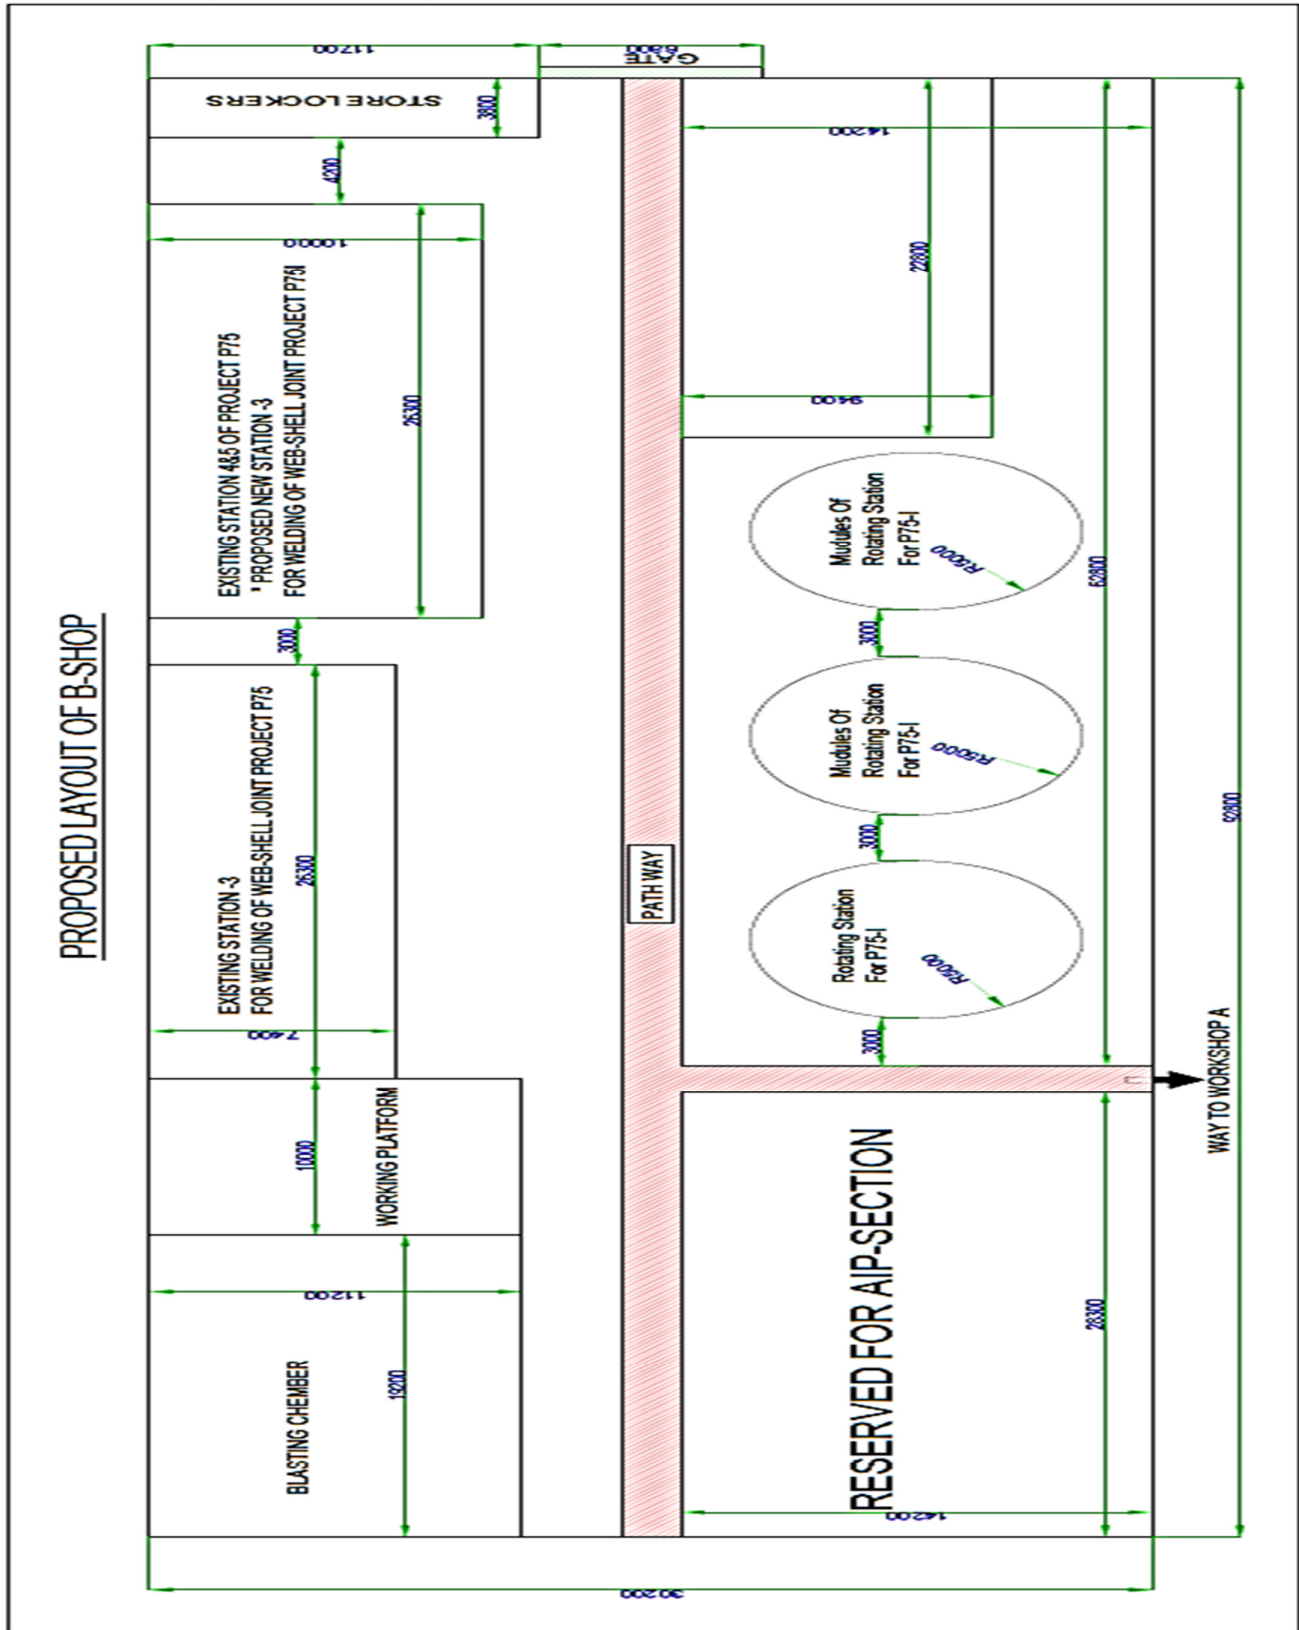 PROPOSED LAYOUT OF B-SHOP
11700
GATE
STORE LOCKERS
3800
4200
10000
EXISTING STATION 4&5 OF PROJECT P75
" PROPOSED NEW STATION -3
FOR WELDING OF WEB-SHELL JOINT PROJECT P75I
26300
3000
EXISTING STATION -3
FOR WELDING OF WEB-SHELL JOINT PROJECT P75
26300
7400
10000
WORKING PLATFORM
11200
BLASTING CHEMBER
19200
PATH WAY
14200
22800
9400
Mudules Of
Rotating Station
For P75-I
R5000
3000
Mudules Of
Rotating Station
For P75-I
R5000
3000
Rotating Station
For P75-I
R5000
3000
62800
92800
WAY TO WORKSHOP A
RESERVED FOR AIP-SECTION
28300
14200
30200